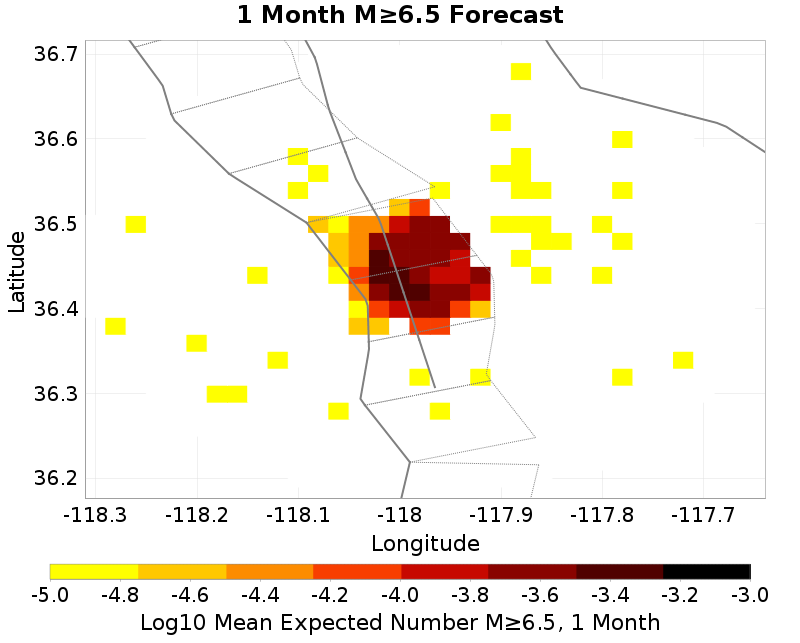 1 Month M≥6.5 Forecast
36.7
36.6
36.5
36.4
36.3
36.2
Latitude
-118.3 -118.2 -118.1 -118 -117.9 -117.8 -117.7
Longitude
-5.0 -4.8 -4.6 -4.4 -4.2 -4.0 -3.8 -3.6 -3.4 -3.2 -3.0
Log10 Mean Expected Number M≥6.5, 1 Month